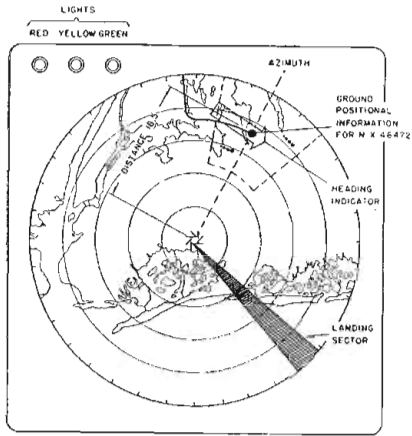 LIGHTS
RED YELLOW GREEN
AZIMUTH
GROUND
POSITIONAL
INFORMATION
FOR N X 46472
DISTANCE
HEADING
INDICATOR
LANDING
SECTOR